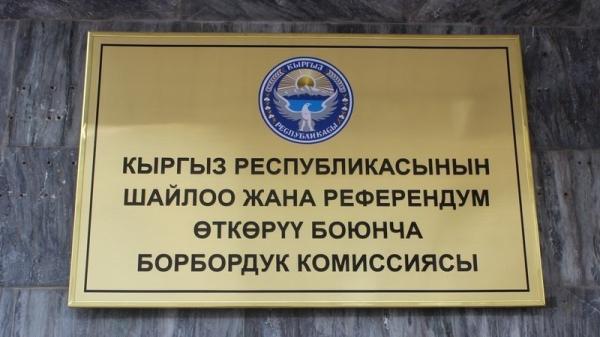 КЫРГЫЗ
РЕСПУБЛИКАСЫ
КЫРГЫЗ РЕСПУБЛИКАСЫНЫН
ШАЙЛОО ЖАНА РЕФЕРЕНДУМ
ӨТКӨРҮҮ БОЮНЧА
БОРБОРДУК КОМИССИЯСЫ